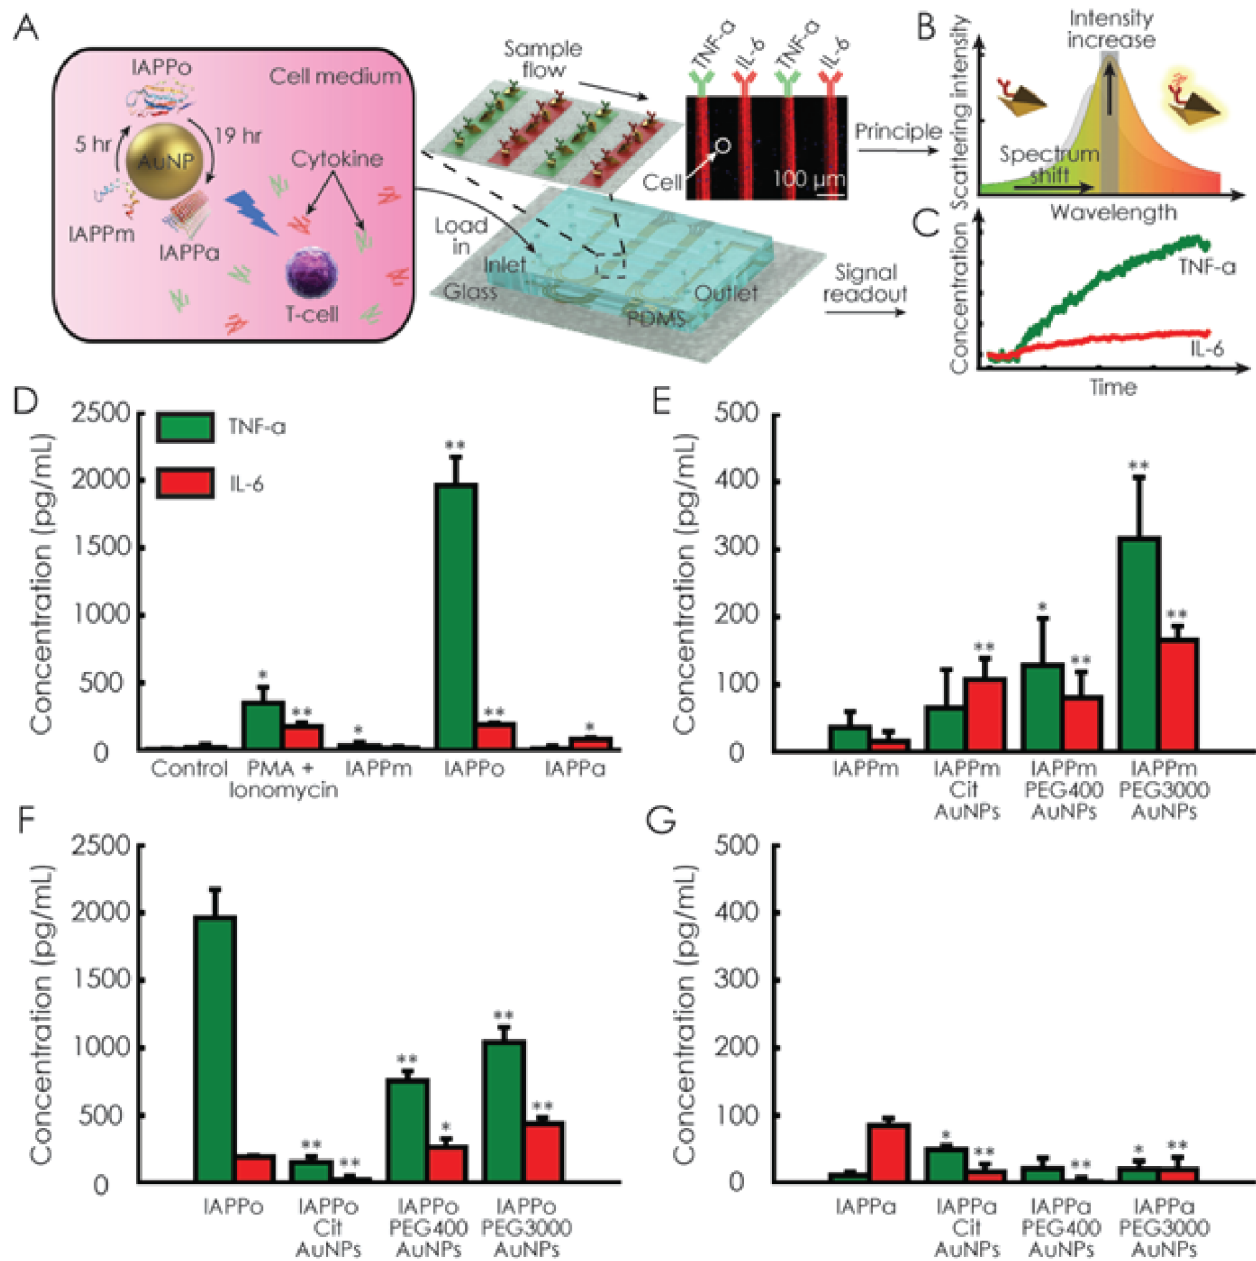 A
IAPPo
Cell medium
5 hr
AuNP
19 hr
Cytokine
IAPPm
IAPPa
T-cell
Sample
flow
TNF-a
IL-6
TNF-a
IL-6
Cell
100 µm
Principle
Load
in
Inlet
Glass
Outlet
PDMS
Signal
readout
B
Scattering intensity
Intensity
increase
Spectrum
shift
Wavelength
C
Concentration
TNF-a
IL-6
Time
D
Concentration (pg/mL)
2500
2000
1500
1000
500
0
TNF-a
IL-6
*
**
*
**
**
*
Control
PMA +
Ionomycin
IAPPm
IAPPo
IAPPa
E
Concentration (pg/mL)
500
400
300
200
100
0
**
*
**
**
**
IAPPm
IAPPm
Cit
AuNPs
IAPPm
PEG400
AuNPs
IAPPm
PEG3000
AuNPs
F
Concentration (pg/mL)
2500
2000
1500
1000
500
0
**
**
**
*
**
**
IAPPo
IAPPo
Cit
AuNPs
IAPPo
PEG400
AuNPs
IAPPo
PEG3000
AuNPs
G
Concentration (pg/mL)
500
400
300
200
100
0
*
**
**
*
**
IAPPa
IAPPa
Cit
AuNPs
IAPPa
PEG400
AuNPs
IAPPa
PEG3000
AuNPs